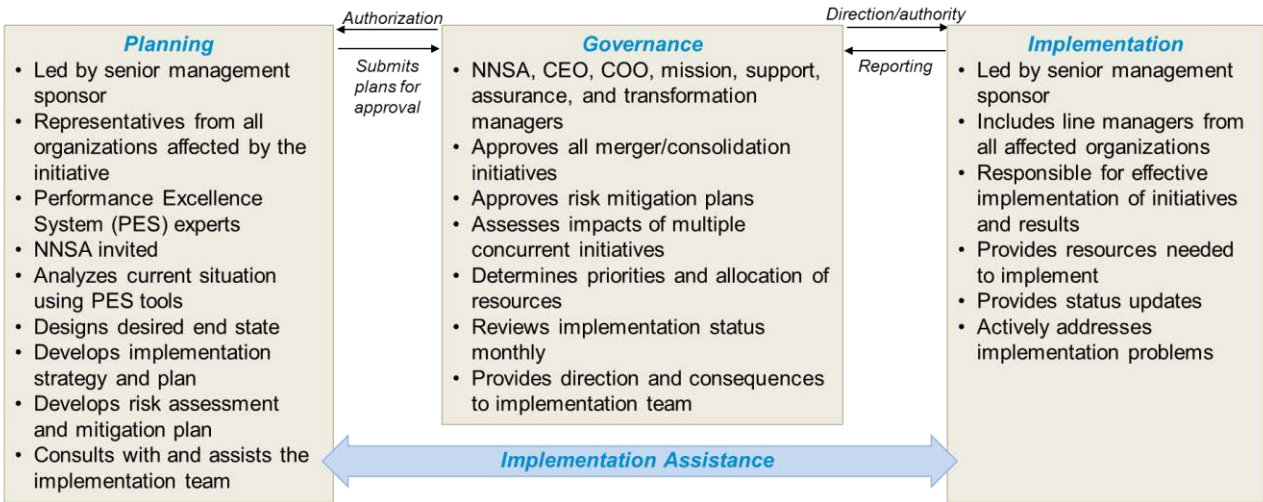 Planning
• Led by senior management
sponsor
• Representatives from all
organizations affected by the
initiative
• Performance Excellence
System (PES) experts
• NNSA invited
• Analyzes current situation
using PES tools
• Designs desired end state
• Develops implementation
strategy and plan
• Develops risk assessment
and mitigation plan
• Consults with and assists the
implementation team
Authorization
Submits
plans for
approval
Governance
• NNSA, CEO, COO, mission, support,
assurance, and transformation
managers
• Approves all merger/consolidation
initiatives
• Approves risk mitigation plans
• Assesses impacts of multiple
concurrent initiatives
• Determines priorities and allocation of
resources
• Reviews implementation status
monthly
• Provides direction and consequences
to implementation team
Direction/authority
Reporting
Implementation
• Led by senior management
sponsor
• Includes line managers from
all affected organizations
• Responsible for effective
implementation of initiatives
and results
• Provides resources needed
to implement
• Provides status updates
• Actively addresses
implementation problems
Implementation Assistance